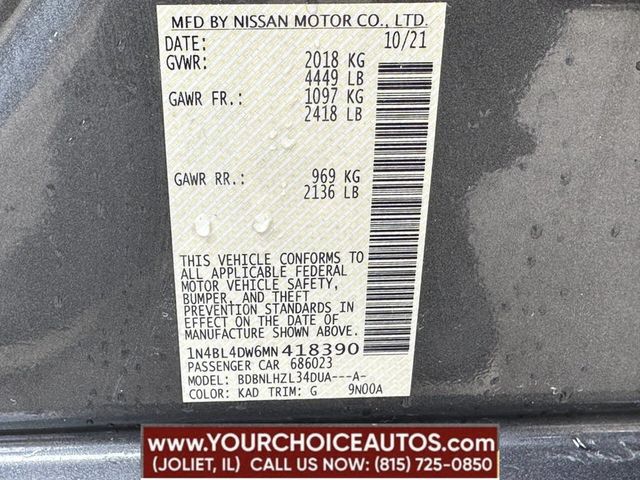 MFD BY NISSAN MOTOR CO., LTD.
DATE: 10/21
GVWR: 2018 KG
4449 LB
GAWR FR.: 1097 KG
2418 LB
GAWR RR.: 969 KG
2136 LB
THIS VEHICLE CONFORMS TO
ALL APPLICABLE FEDERAL
MOTOR VEHICLE SAFETY,
BUMPER, AND THEFT
PREVENTION STANDARDS IN
EFFECT ON THE DATE OF
MANUFACTURE SHOWN ABOVE.
1N4BL4DW6MN418390
PASSENGER CAR 686023
MODEL: BDBNLHZL34DUA---A-
COLOR: KAD TRIM: G 9N00A
WWW.YOURCHOICEAUTOS.COM
(JOLIET, IL) CALL US NOW: (815) 725-0850